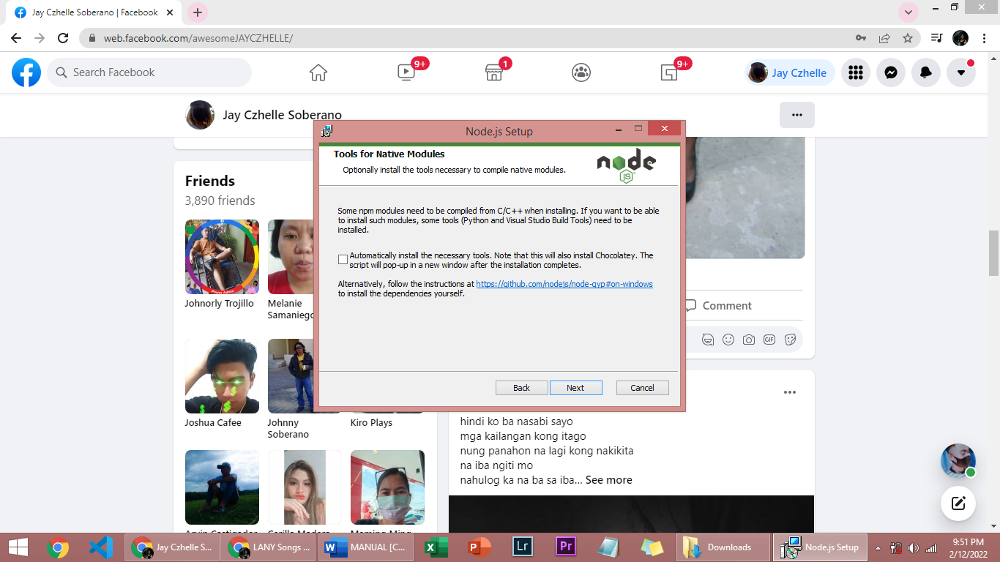 Jay Czhelle Soberano | Facebook
web.facebook.com/awesomeJAYCZHELLE/
Search Facebook
9+
1
9+
Jay Czhelle
Jay Czhelle Soberano
Friends
3,890 friends
Johnorly Trojillo
Melanie
Samaniego
Joshua Cafee
Johnny
Soberano
Kiro Plays
Node.js Setup
Tools for Native Modules
Optionally install the tools necessary to compile native modules.
node
JS
Some npm modules need to be compiled from C/C++ when installing. If you want to be able
to install such modules, some tools (Python and Visual Studio Build Tools) need to be
installed.
Automatically install the necessary tools. Note that this will also install Chocolatey. The
script will pop-up in a new window after the installation completes.
Alternatively, follow the instructions at https://github.com/nodejs/node-gyp#on-windows
to install the dependencies yourself.
Back
Next
Cancel
Comment
GIF
hindi ko ba nasabi sayo
mga kailangan kong itago
nung panahon na lagi kong nakikita
na iba ngiti mo
nahulog ka na ba sa iba... See more
Jay Czhelle S...
LANY Songs ...
MANUAL [C...
Lr
Pr
Downloads
Node.js Setup
9:51 PM
2/12/2022